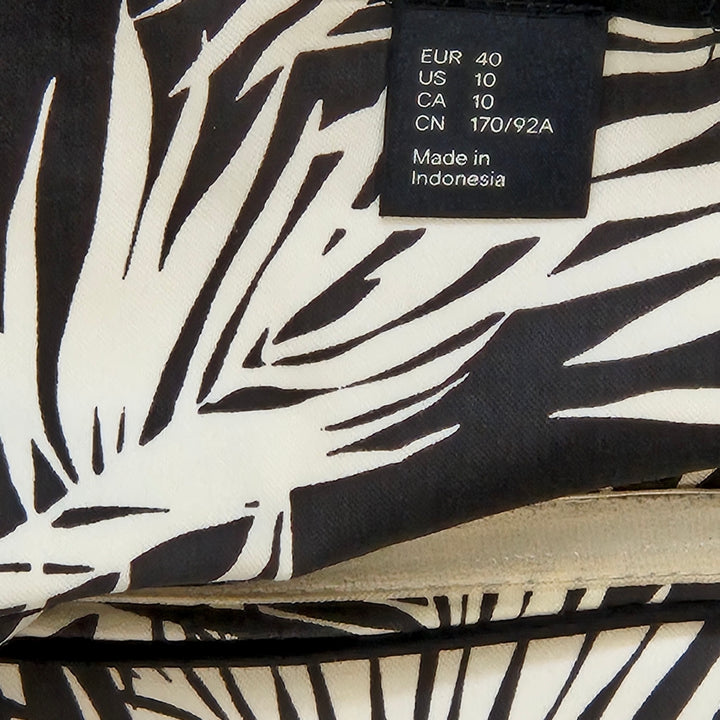 EUR 40
US 10
CA 10
CN 170/92A
Made in
Indonesia